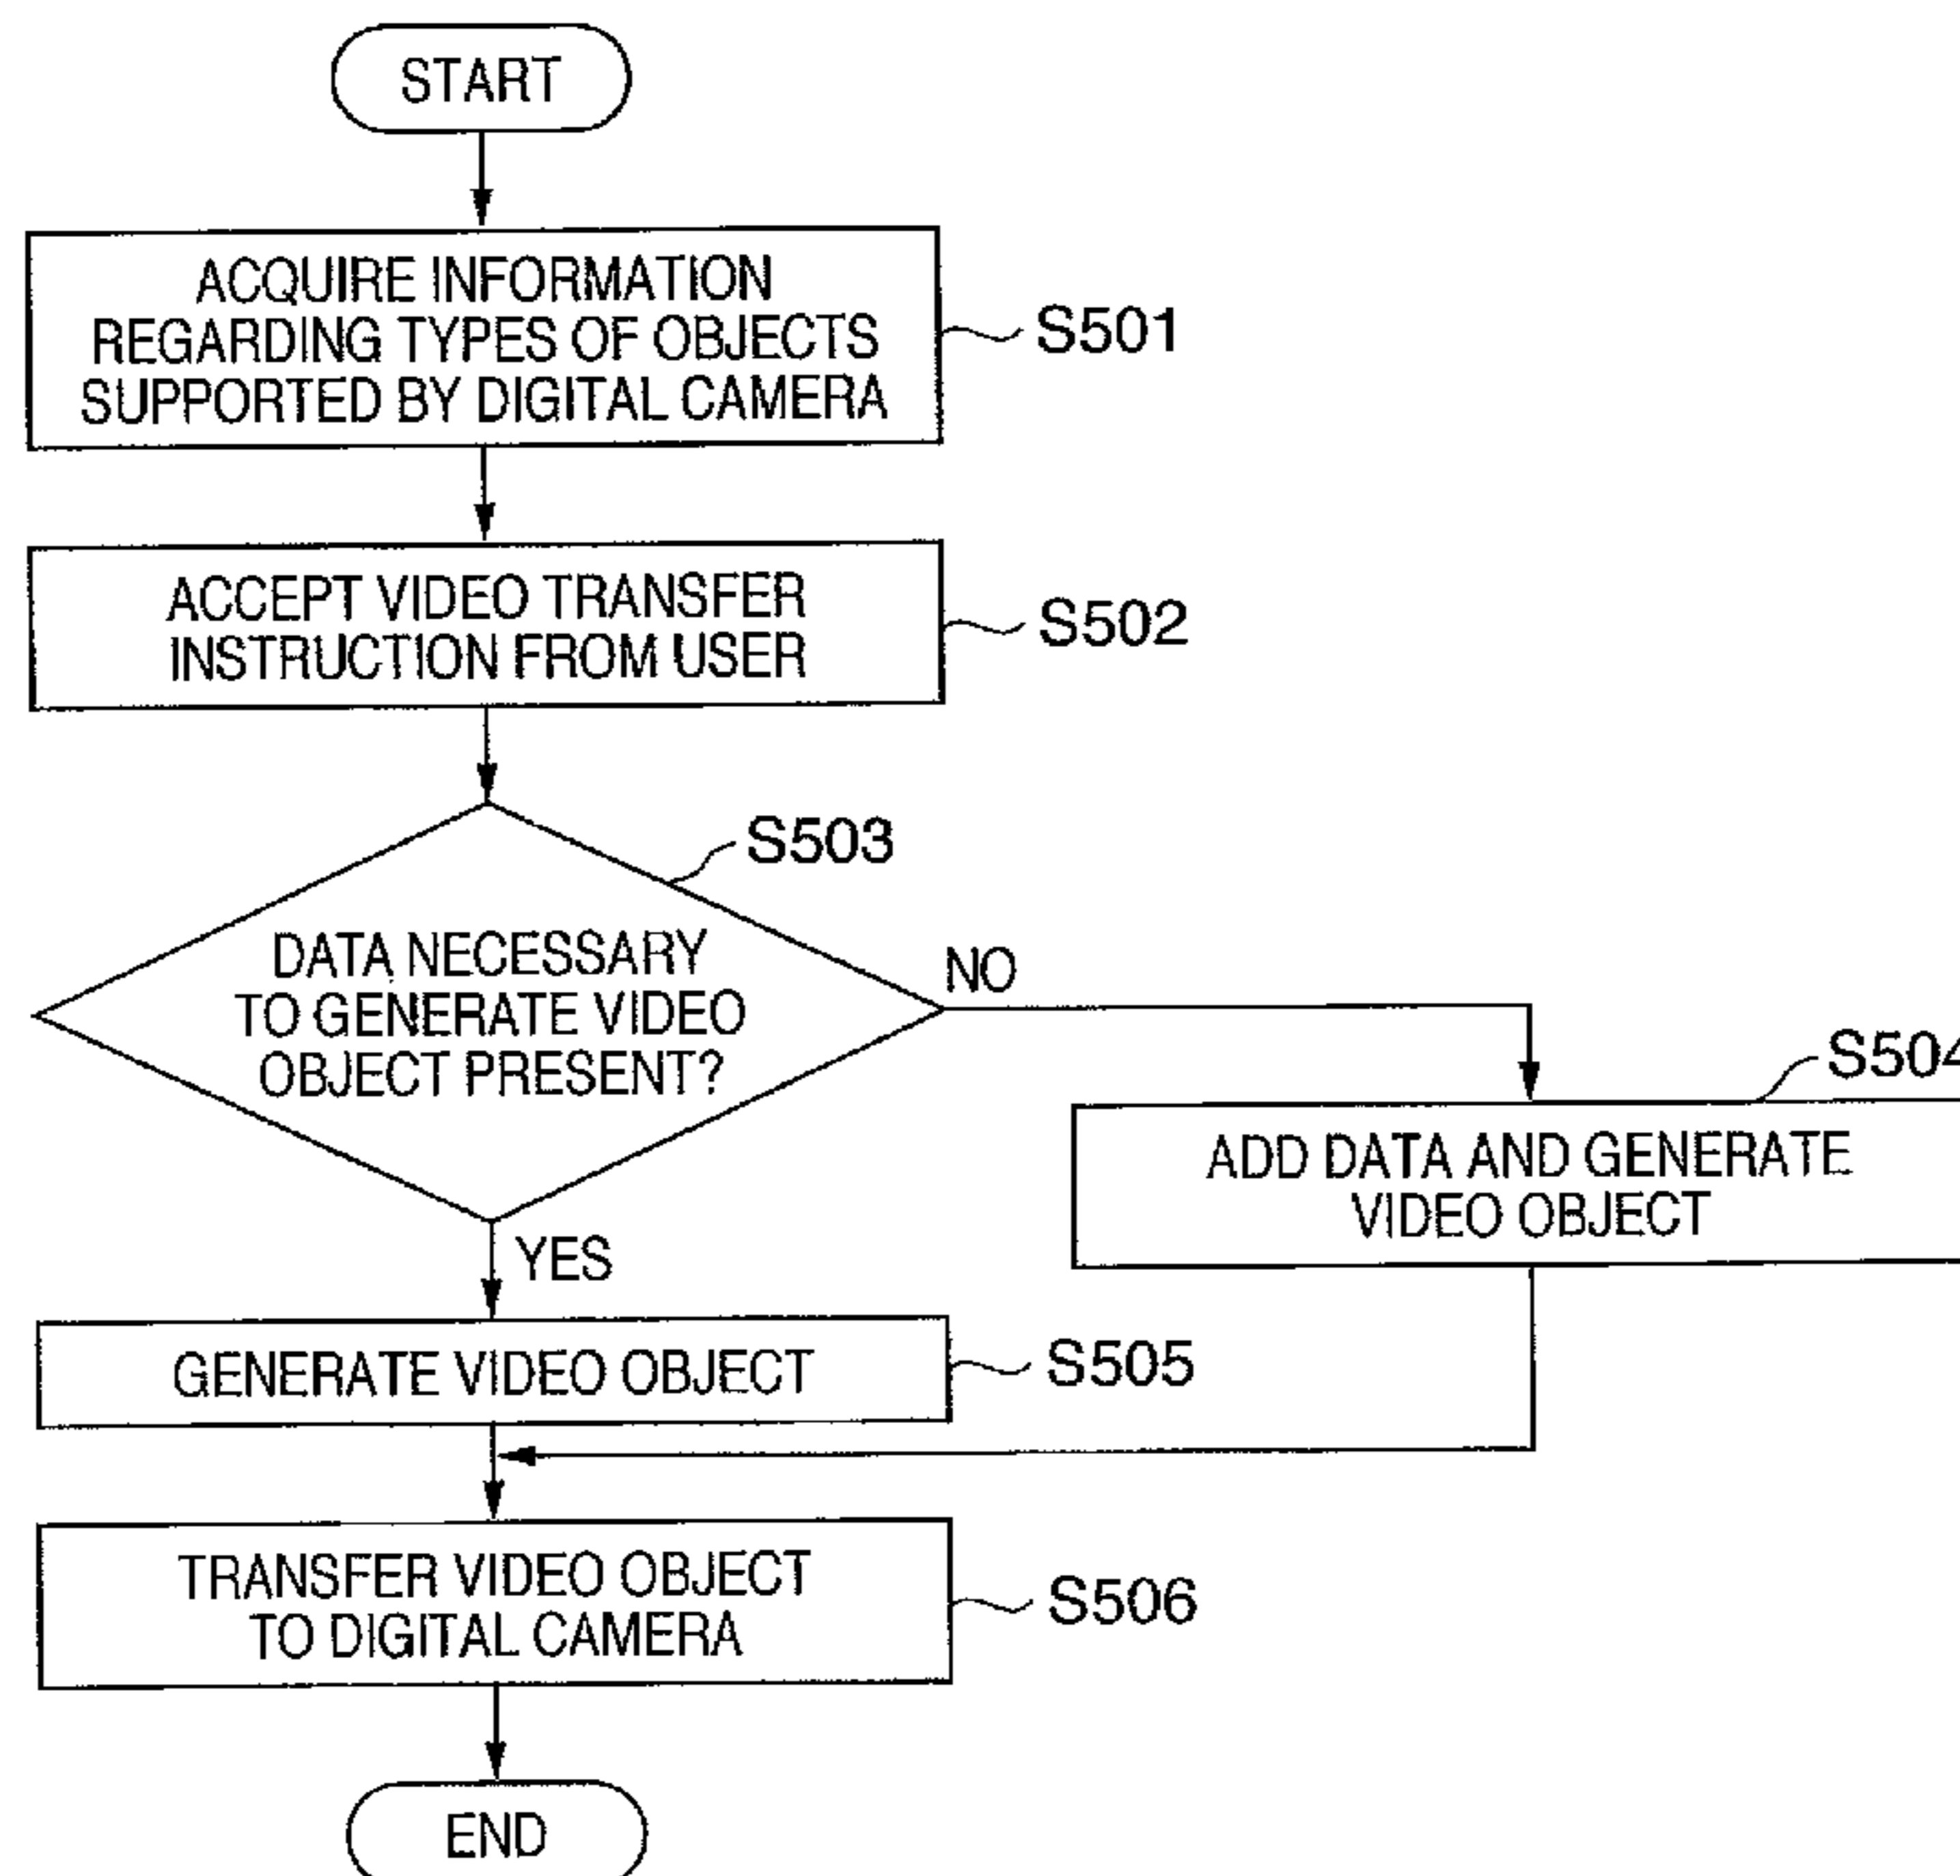 START
ACQUIRE INFORMATION
REGARDING TYPES OF OBJECTS
SUPPORTED BY DIGITAL CAMERA
S501
ACCEPT VIDEO TRANSFER
INSTRUCTION FROM USER
S502
S503
DATA NECESSARY
TO GENERATE VIDEO
OBJECT PRESENT?
NO
S504
ADD DATA AND GENERATE
VIDEO OBJECT
YES
GENERATE VIDEO OBJECT
S505
TRANSFER VIDEO OBJECT
TO DIGITAL CAMERA
S506
END